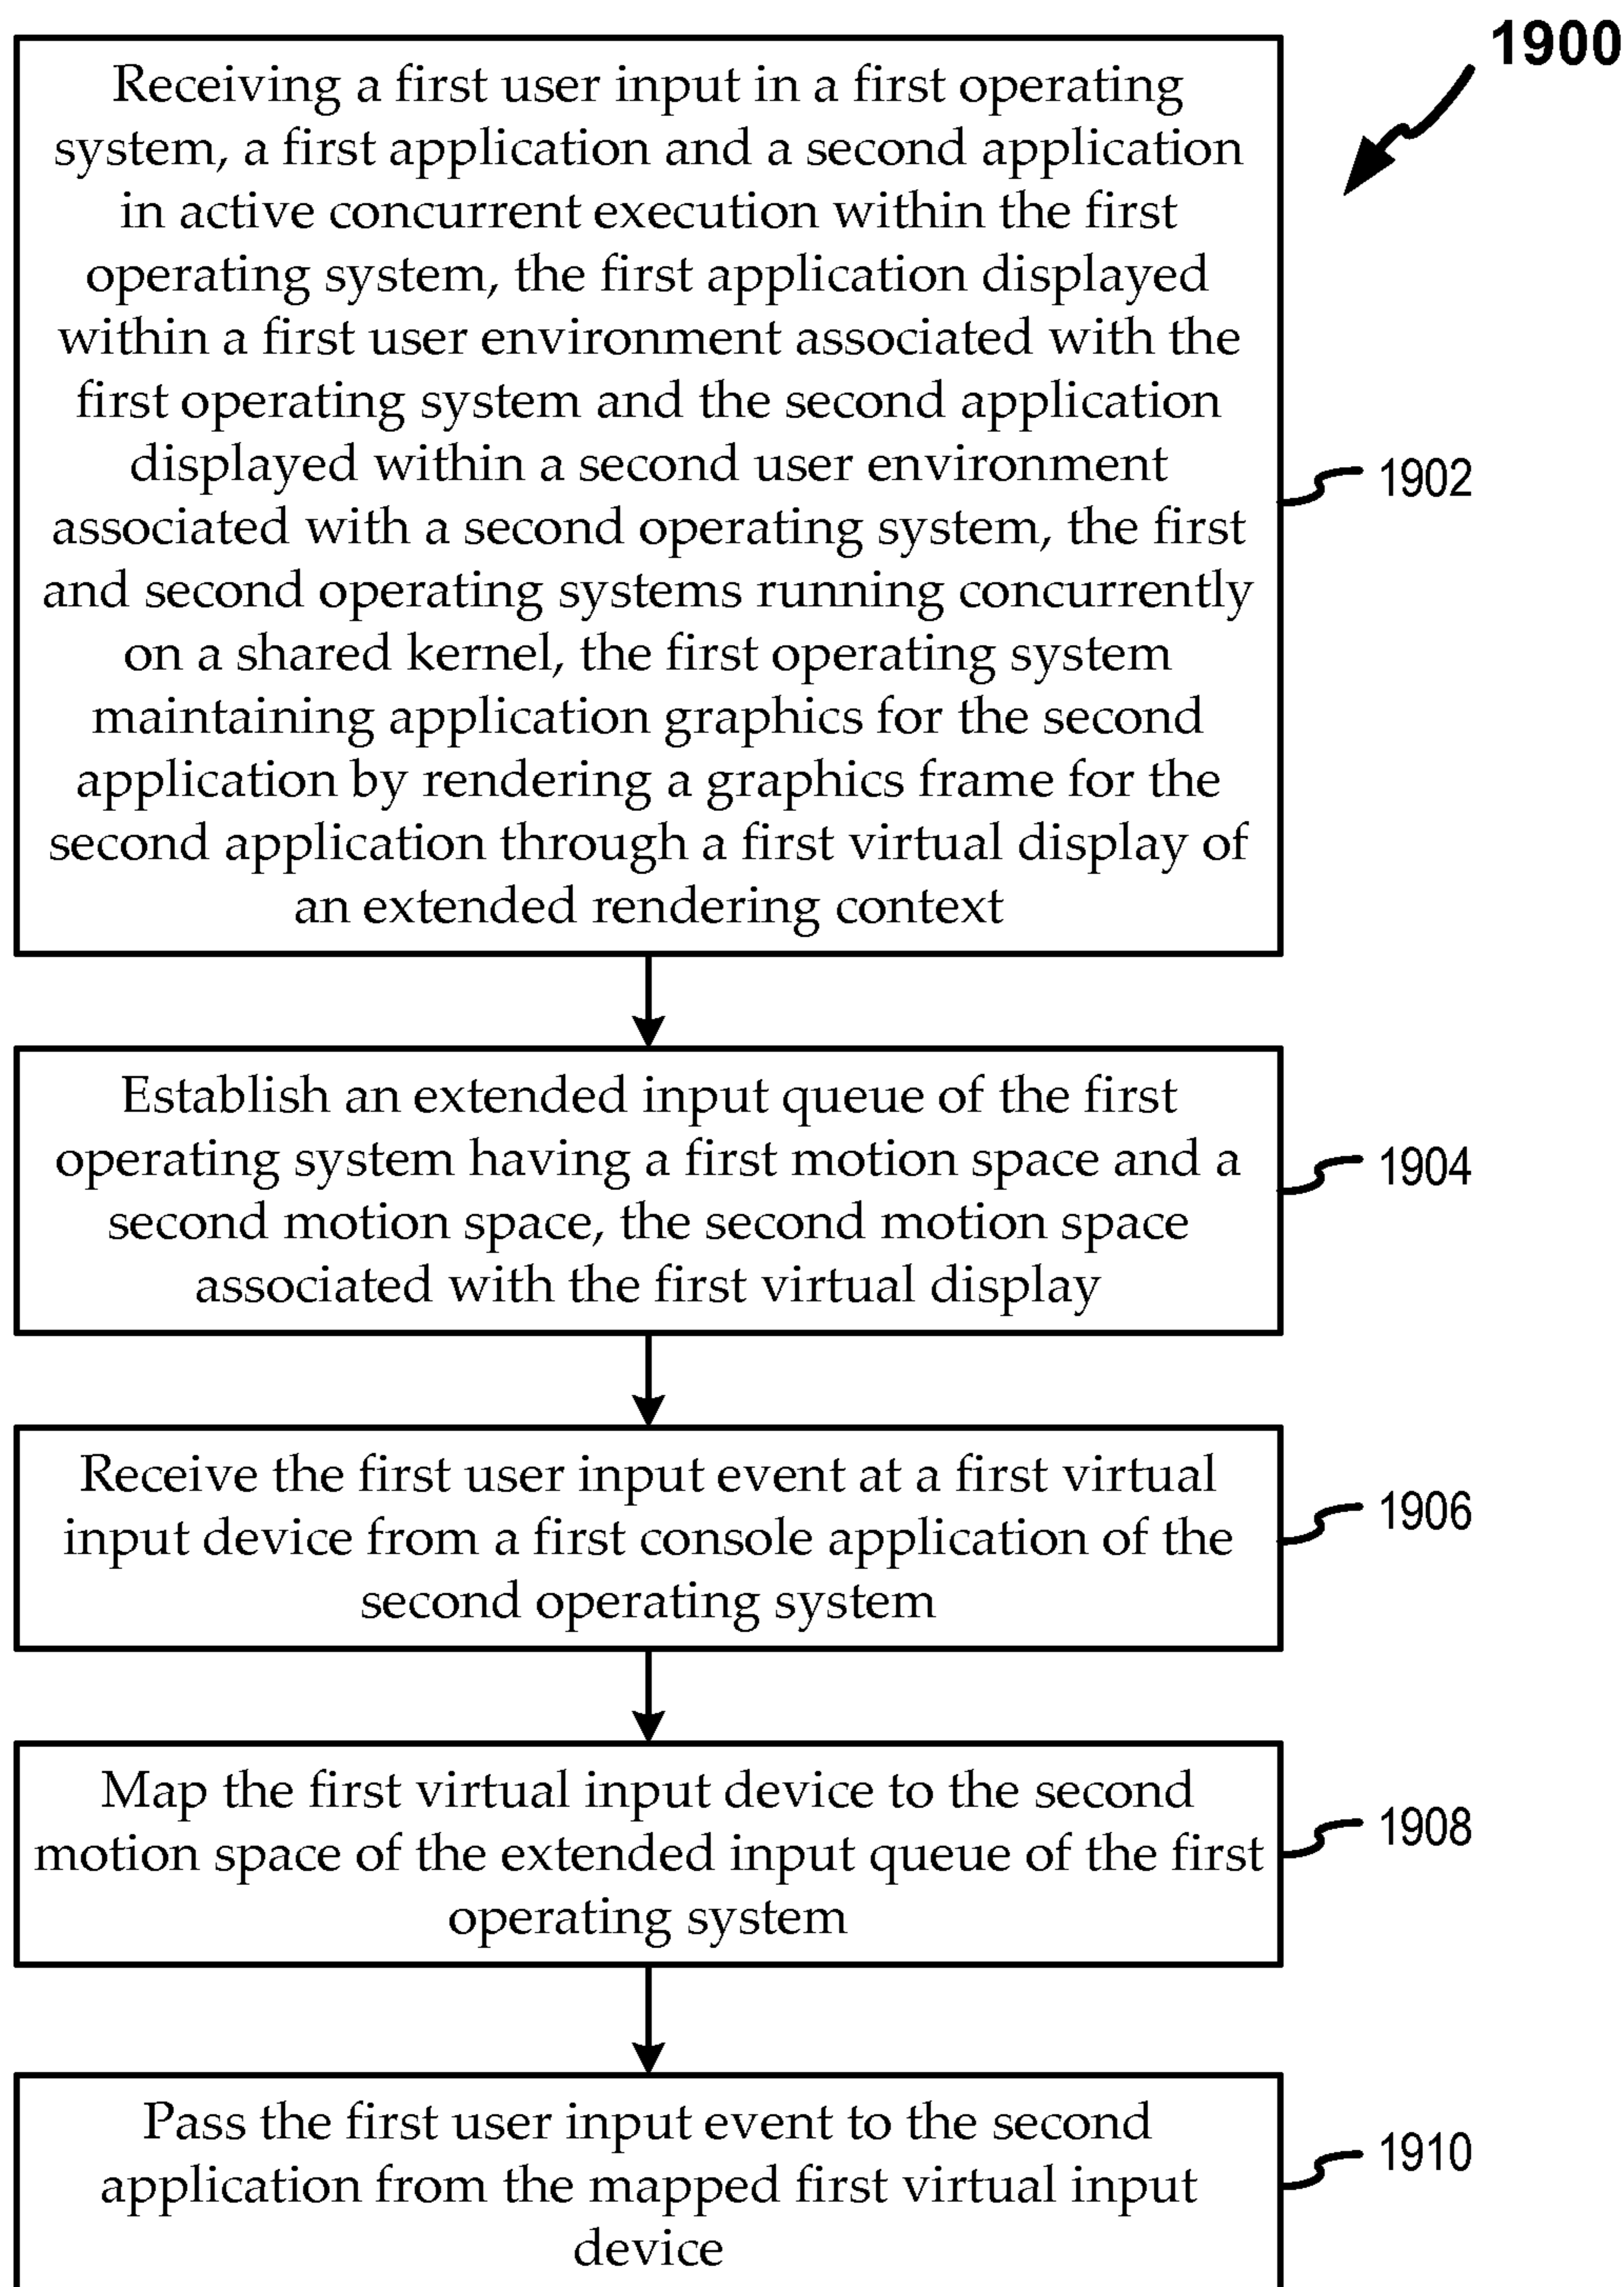 1900
Receiving a first user input in a first operating
system, a first application and a second application
in active concurrent execution within the first
operating system, the first application displayed
within a first user environment associated with the
first operating system and the second application
displayed within a second user environment
associated with a second operating system, the first
and second operating systems running concurrently
on a shared kernel, the first operating system
maintaining application graphics for the second
application by rendering a graphics frame for the
second application through a first virtual display of
an extended rendering context
1902
Establish an extended input queue of the first
operating system having a first motion space and a
second motion space, the second motion space
associated with the first virtual display
1904
Receive the first user input event at a first virtual
input device from a first console application of the
second operating system
1906
Map the first virtual input device to the second
motion space of the extended input queue of the first
operating system
1908
Pass the first user input event to the second
application from the mapped first virtual input
device
1910